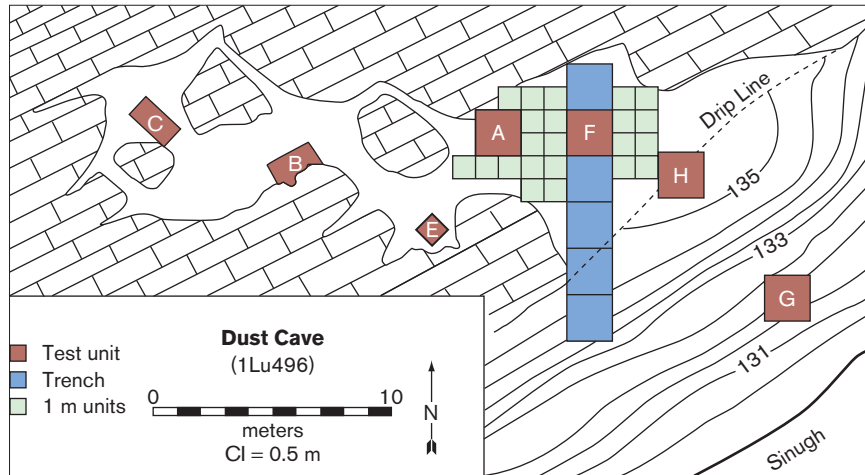 Drip Line
C
A
F
B
H
135
E
133
G
131
Sinugh
Test unit
Trench
1 m units
Dust Cave
(1Lu496)
0 10
meters
CI = 0.5 m
N